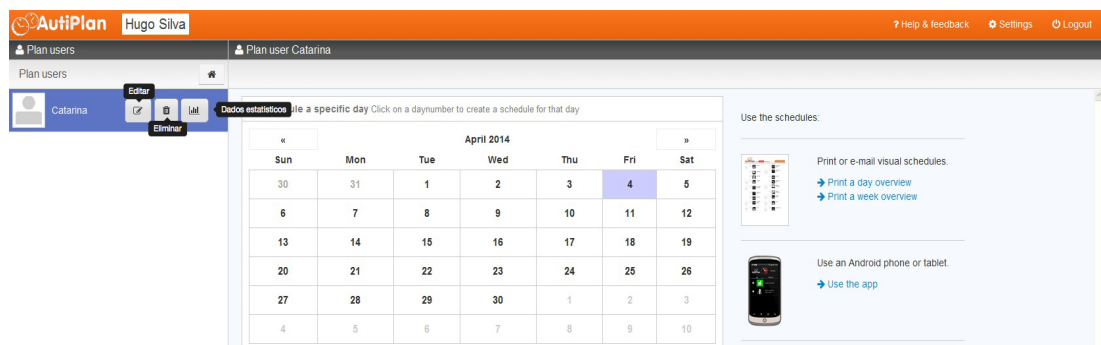 AutiPlan Hugo Silva ? Help & feedback Settings Logout
Plan users
Plan user Catarina
Plan users
Editar
Catarina
Dados estatísticos
Eliminar
ule a specific day Click on a daynumber to create a schedule for that day
« April 2014 »
Sun Mon Tue Wed Thu Fri Sat
30 31 1 2 3 4 5
6 7 8 9 10 11 12
13 14 15 16 17 18 19
20 21 22 23 24 25 26
27 28 29 30 1 2 3
4 5 6 7 8 9 10
Use the schedules:
Print or e-mail visual schedules.
Print a day overview
Print a week overview
Use an Android phone or tablet.
Use the app